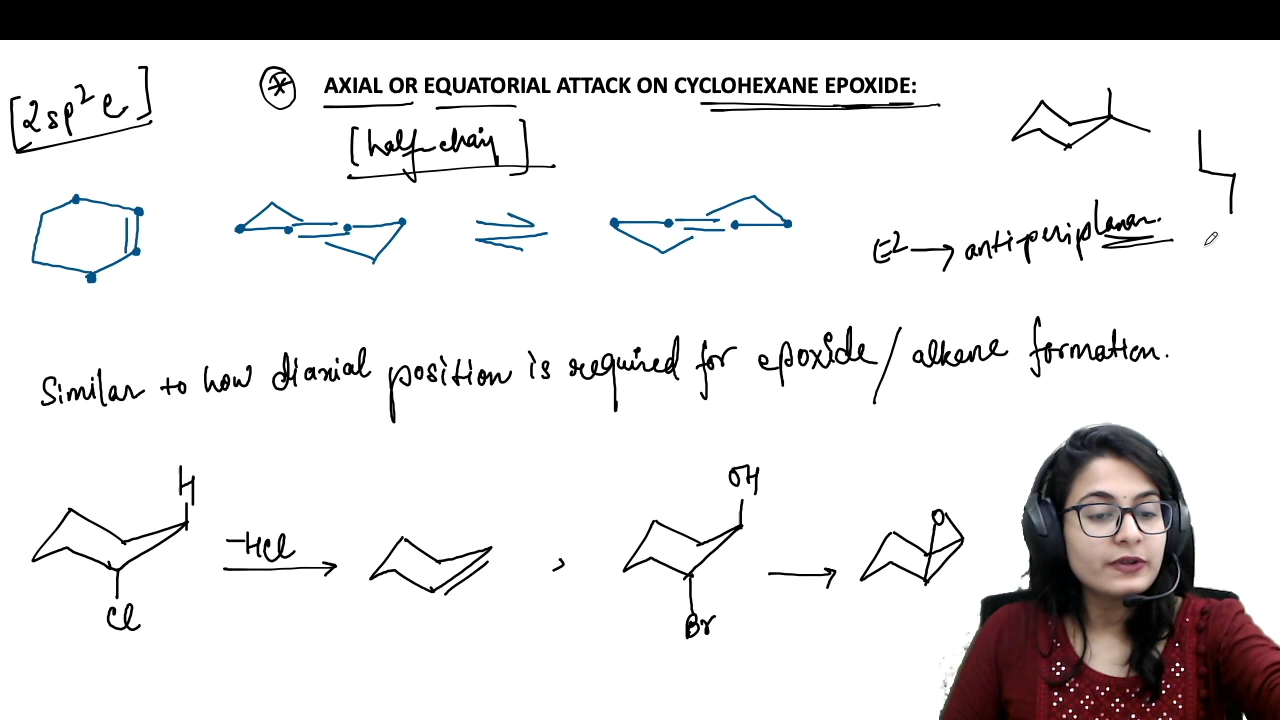 [2sp² C]
* AXIAL OR EQUATORIAL ATTACK ON CYCLOHEXANE EPOXIDE:
[half-chair]
E2 → antiperiplanar.
Similar to how diaxial position is required for epoxide/alkene formation.
H
Cl
-HCl
,
OH
Br
O